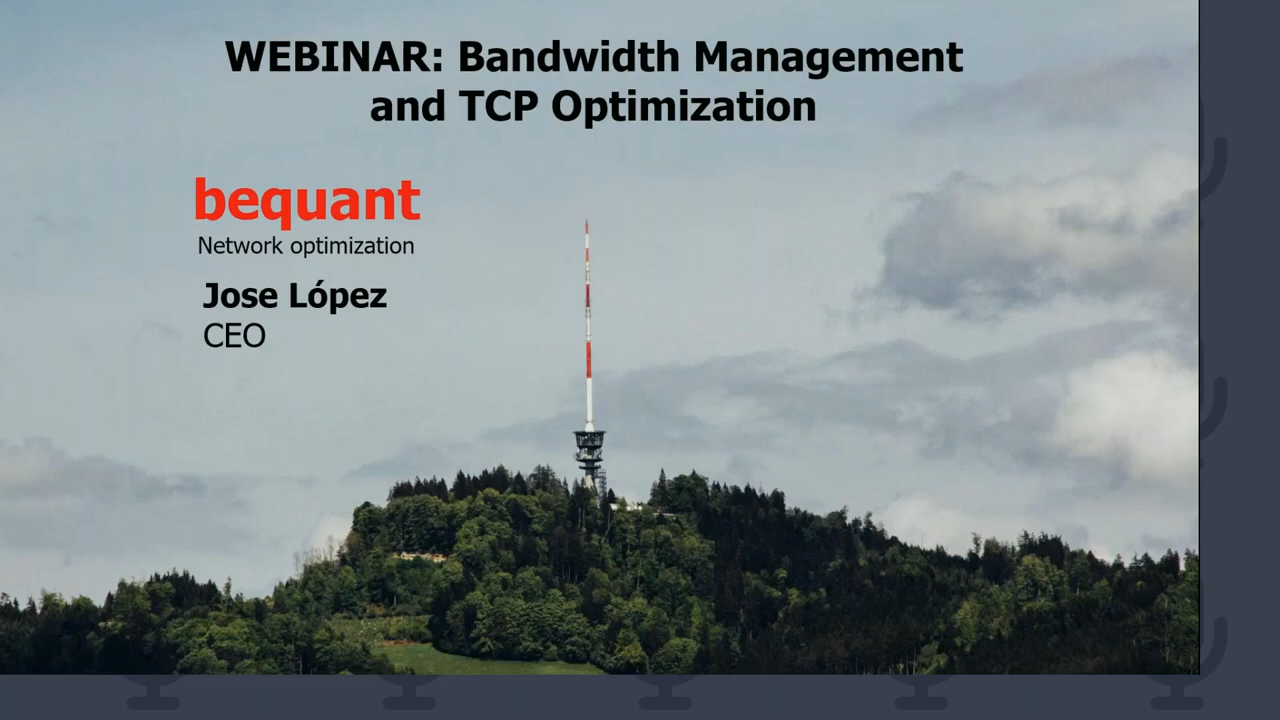 WEBINAR: Bandwidth Management
and TCP Optimization
bequant
Network optimization
Jose López
CEO